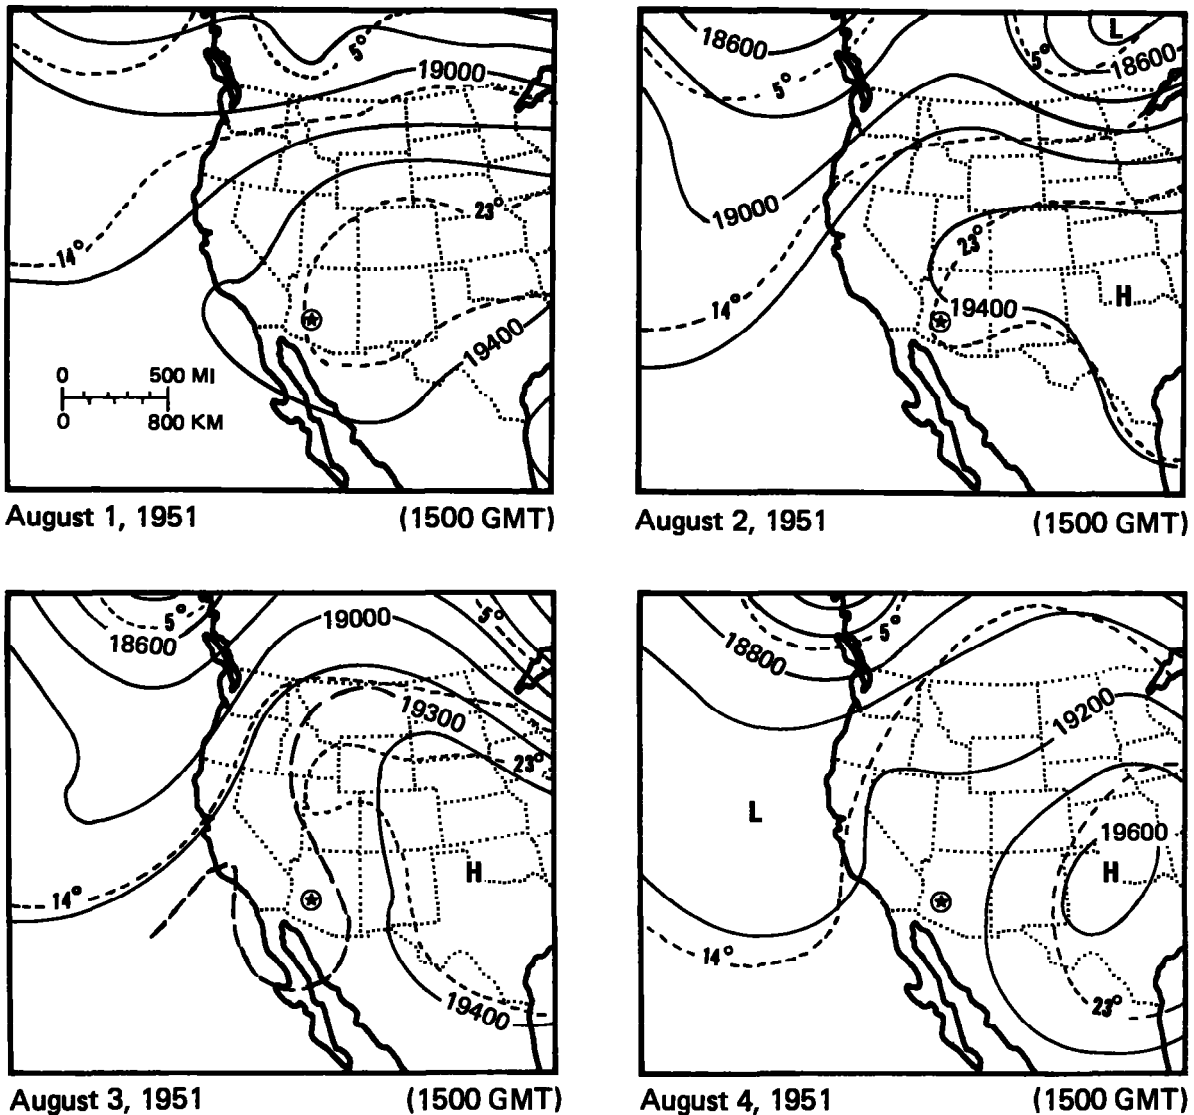 5°
19000
23°
14°
19400
0 500 MI
0 800 KM
August 1, 1951 (1500 GMT)
L
18600
5°
5°
18600
19000
23°
H
14°
19400
August 2, 1951 (1500 GMT)
5°
5°
18600
19000
19300
23°
H
14°
19400
August 3, 1951 (1500 GMT)
5°
18800
19200
L
19600
H
14°
23°
August 4, 1951 (1500 GMT)